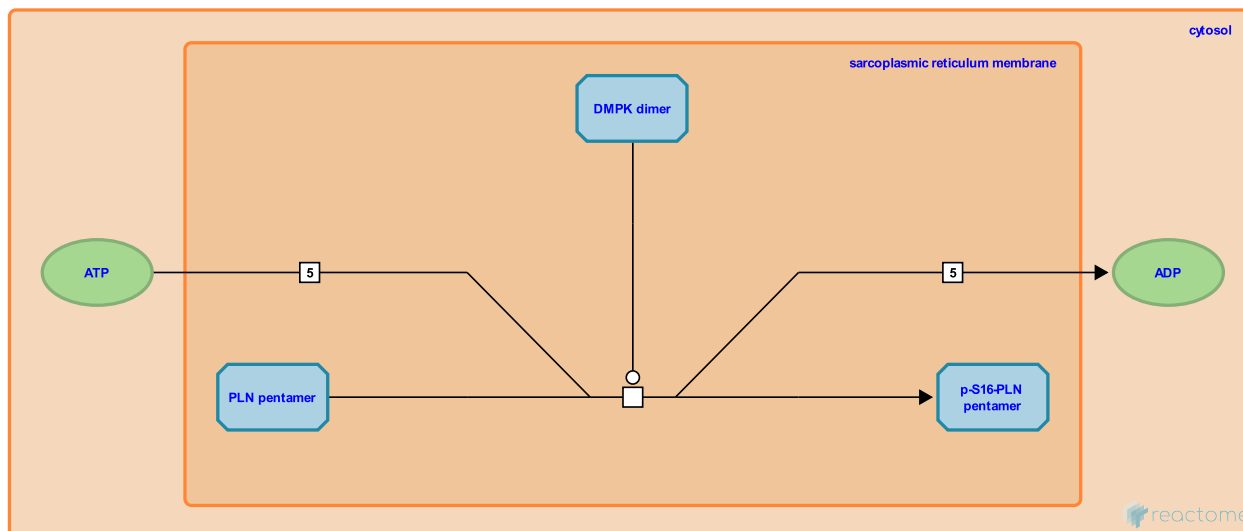 cytosol
sarcoplasmic reticulum membrane
DMPK dimer
ATP
5
5
ADP
PLN pentamer
p-S16-PLN
pentamer
reactome